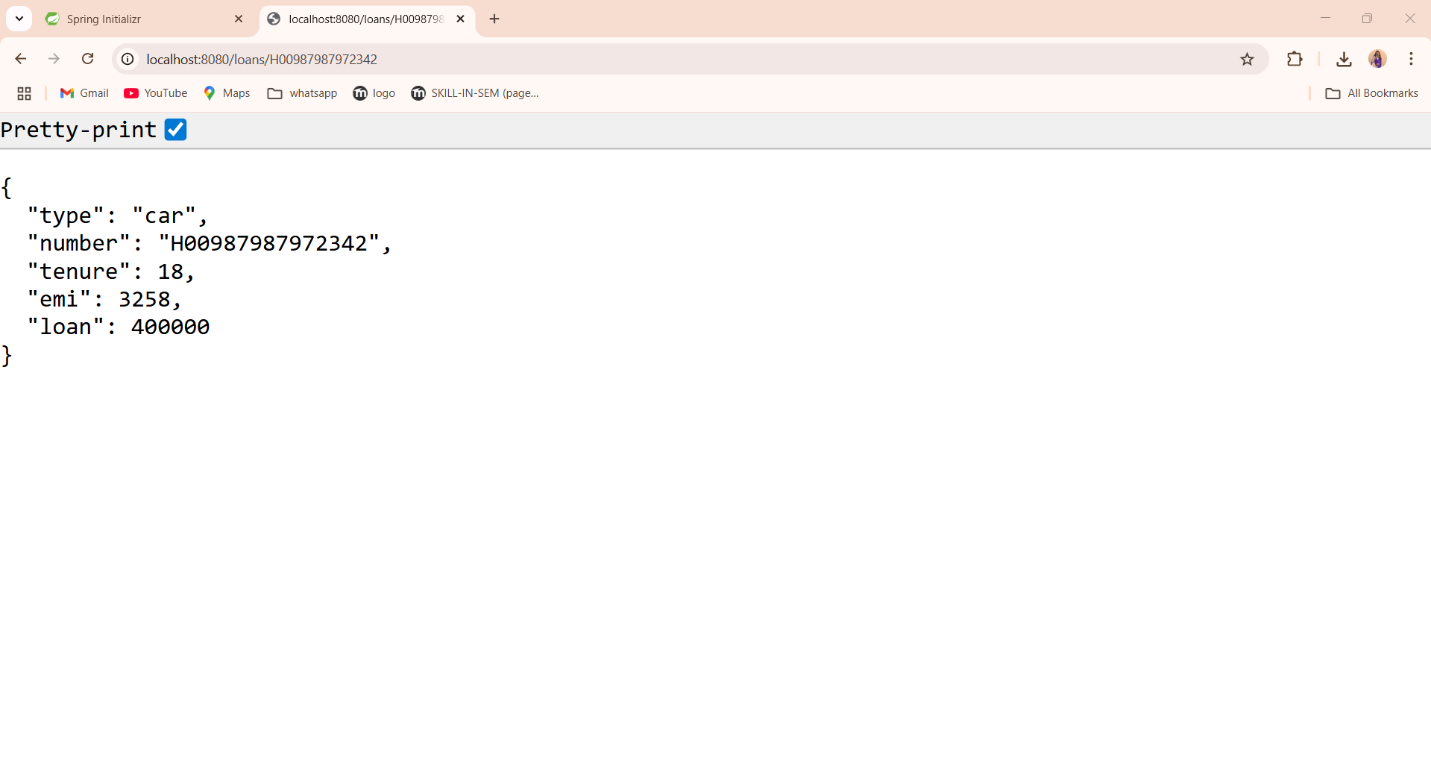 Spring Initializr
localhost:8080/loans/H0098798
localhost:8080/loans/H00987987972342
Gmail YouTube Maps whatsapp logo SKILL-IN-SEM (page... All Bookmarks
Pretty-print
{
"type": "car",
"number": "H00987987972342",
"tenure": 18,
"emi": 3258,
"loan": 400000
}